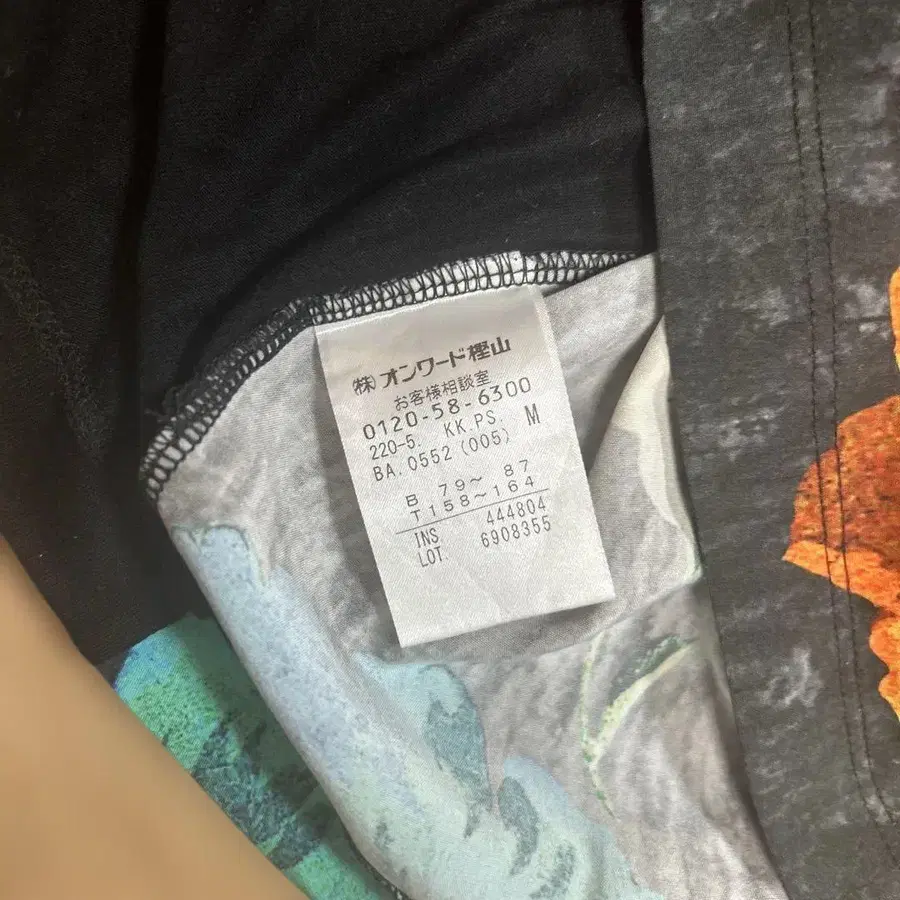 ㈱オンワード樫山
お客様相談室
0120-58-6300
220-5. KK.PS. M
BA.0552 (005)
B 79～ 87
T158～164
INS 444804
LOT. 6908355